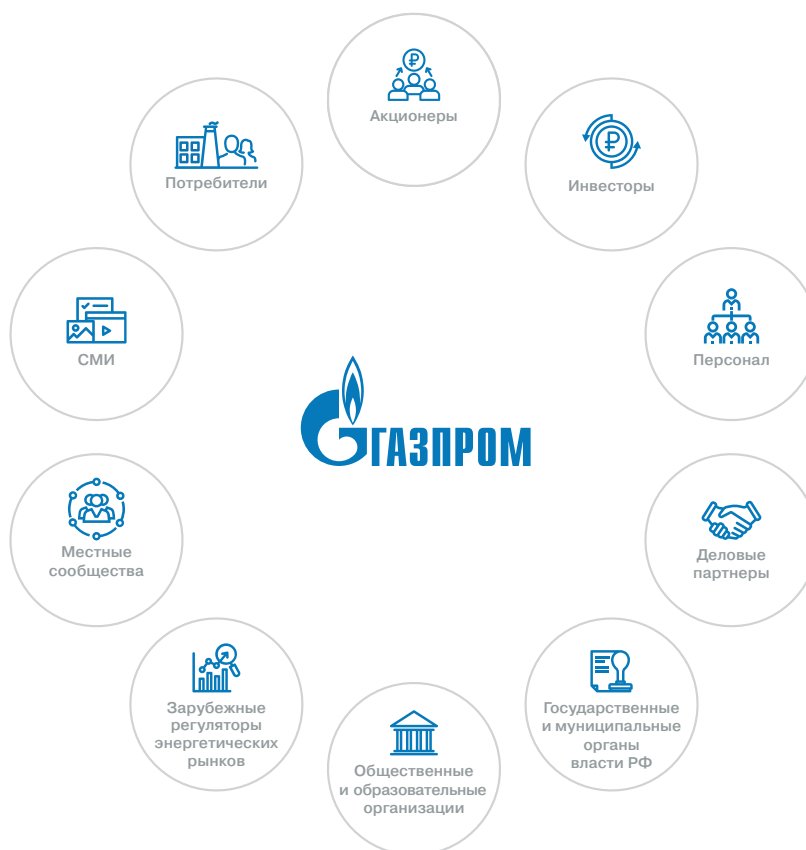 Акционеры
Потребители
Инвесторы
СМИ
Персонал
ГАЗПРОМ
Местные
сообщества
Деловые
партнеры
Зарубежные
регуляторы
энергетических
рынков
Государственные
и муниципальные
органы
власти РФ
Общественные
и образовательные
организации